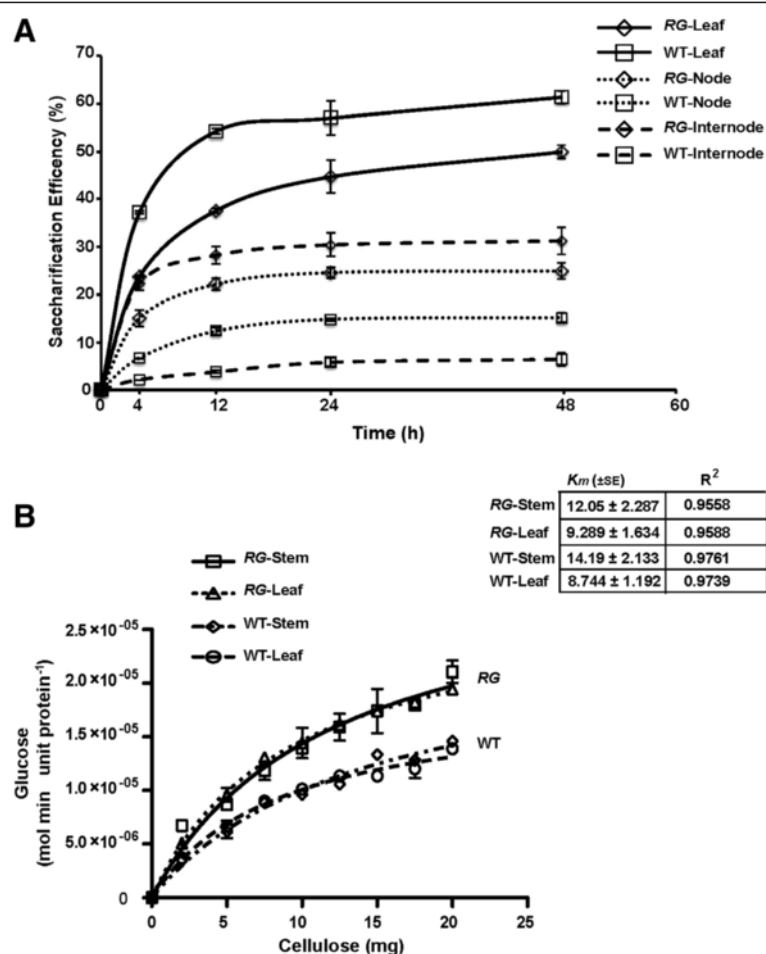 A
RG-Leaf
WT-Leaf
RG-Node
WT-Node
RG-Internode
WT-Internode
Saccharification Efficency (%)
70
60
50
40
30
20
10
0
0 4 12 24 48 60
Time (h)
Km (±SE) R²
RG-Stem 12.05 ± 2.287 0.9558
RG-Leaf 9.289 ± 1.634 0.9588
WT-Stem 14.19 ± 2.133 0.9761
WT-Leaf 8.744 ± 1.192 0.9739
B
RG-Stem
RG-Leaf
WT-Stem
WT-Leaf
Glucose
(mol min unit protein⁻¹)
2.5×10⁻⁰⁵
2.0×10⁻⁰⁵
1.5×10⁻⁰⁵
1.0×10⁻⁰⁵
5.0×10⁻⁰⁶
0
RG
WT
0 5 10 15 20 25
Cellulose (mg)